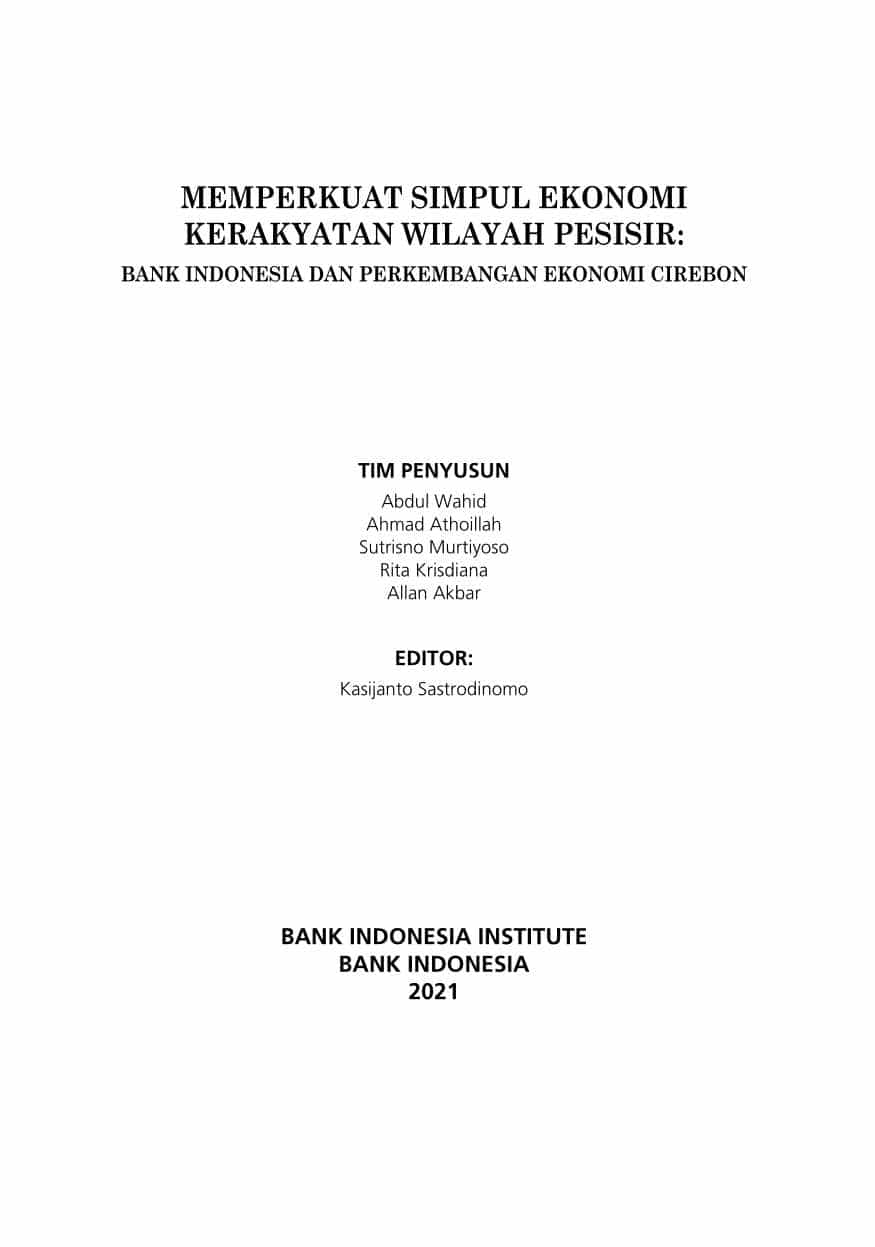 MEMPERKUAT SIMPUL EKONOMI
KERAKYATAN WILAYAH PESISIR:
BANK INDONESIA DAN PERKEMBANGAN EKONOMI CIREBON
TIM PENYUSUN
Abdul Wahid
Ahmad Athoillah
Sutrisno Murtiyoso
Rita Krisdiana
Allan Akbar
EDITOR:
Kasijanto Sastrodinomo
BANK INDONESIA INSTITUTE
BANK INDONESIA
2021